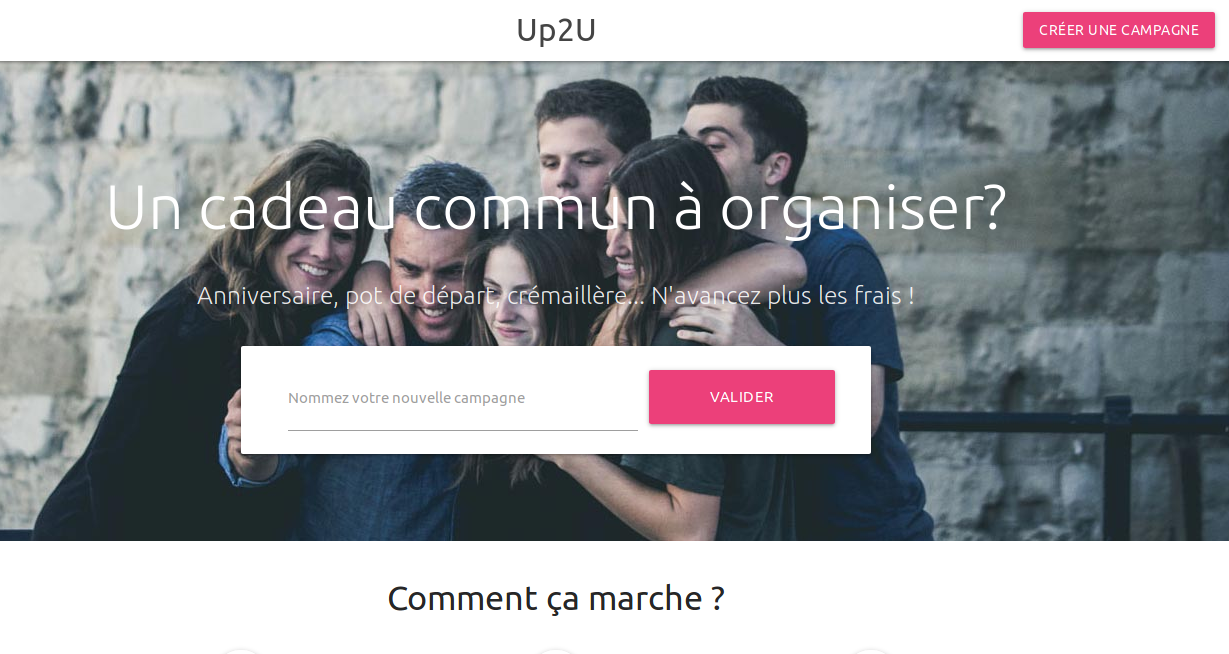 Up2U
CRÉER UNE CAMPAGNE
Un cadeau commun à organiser?
Anniversaire, pot de départ, crémaillère... N'avancez plus les frais !
Nommez votre nouvelle campagne
VALIDER
Comment ça marche ?